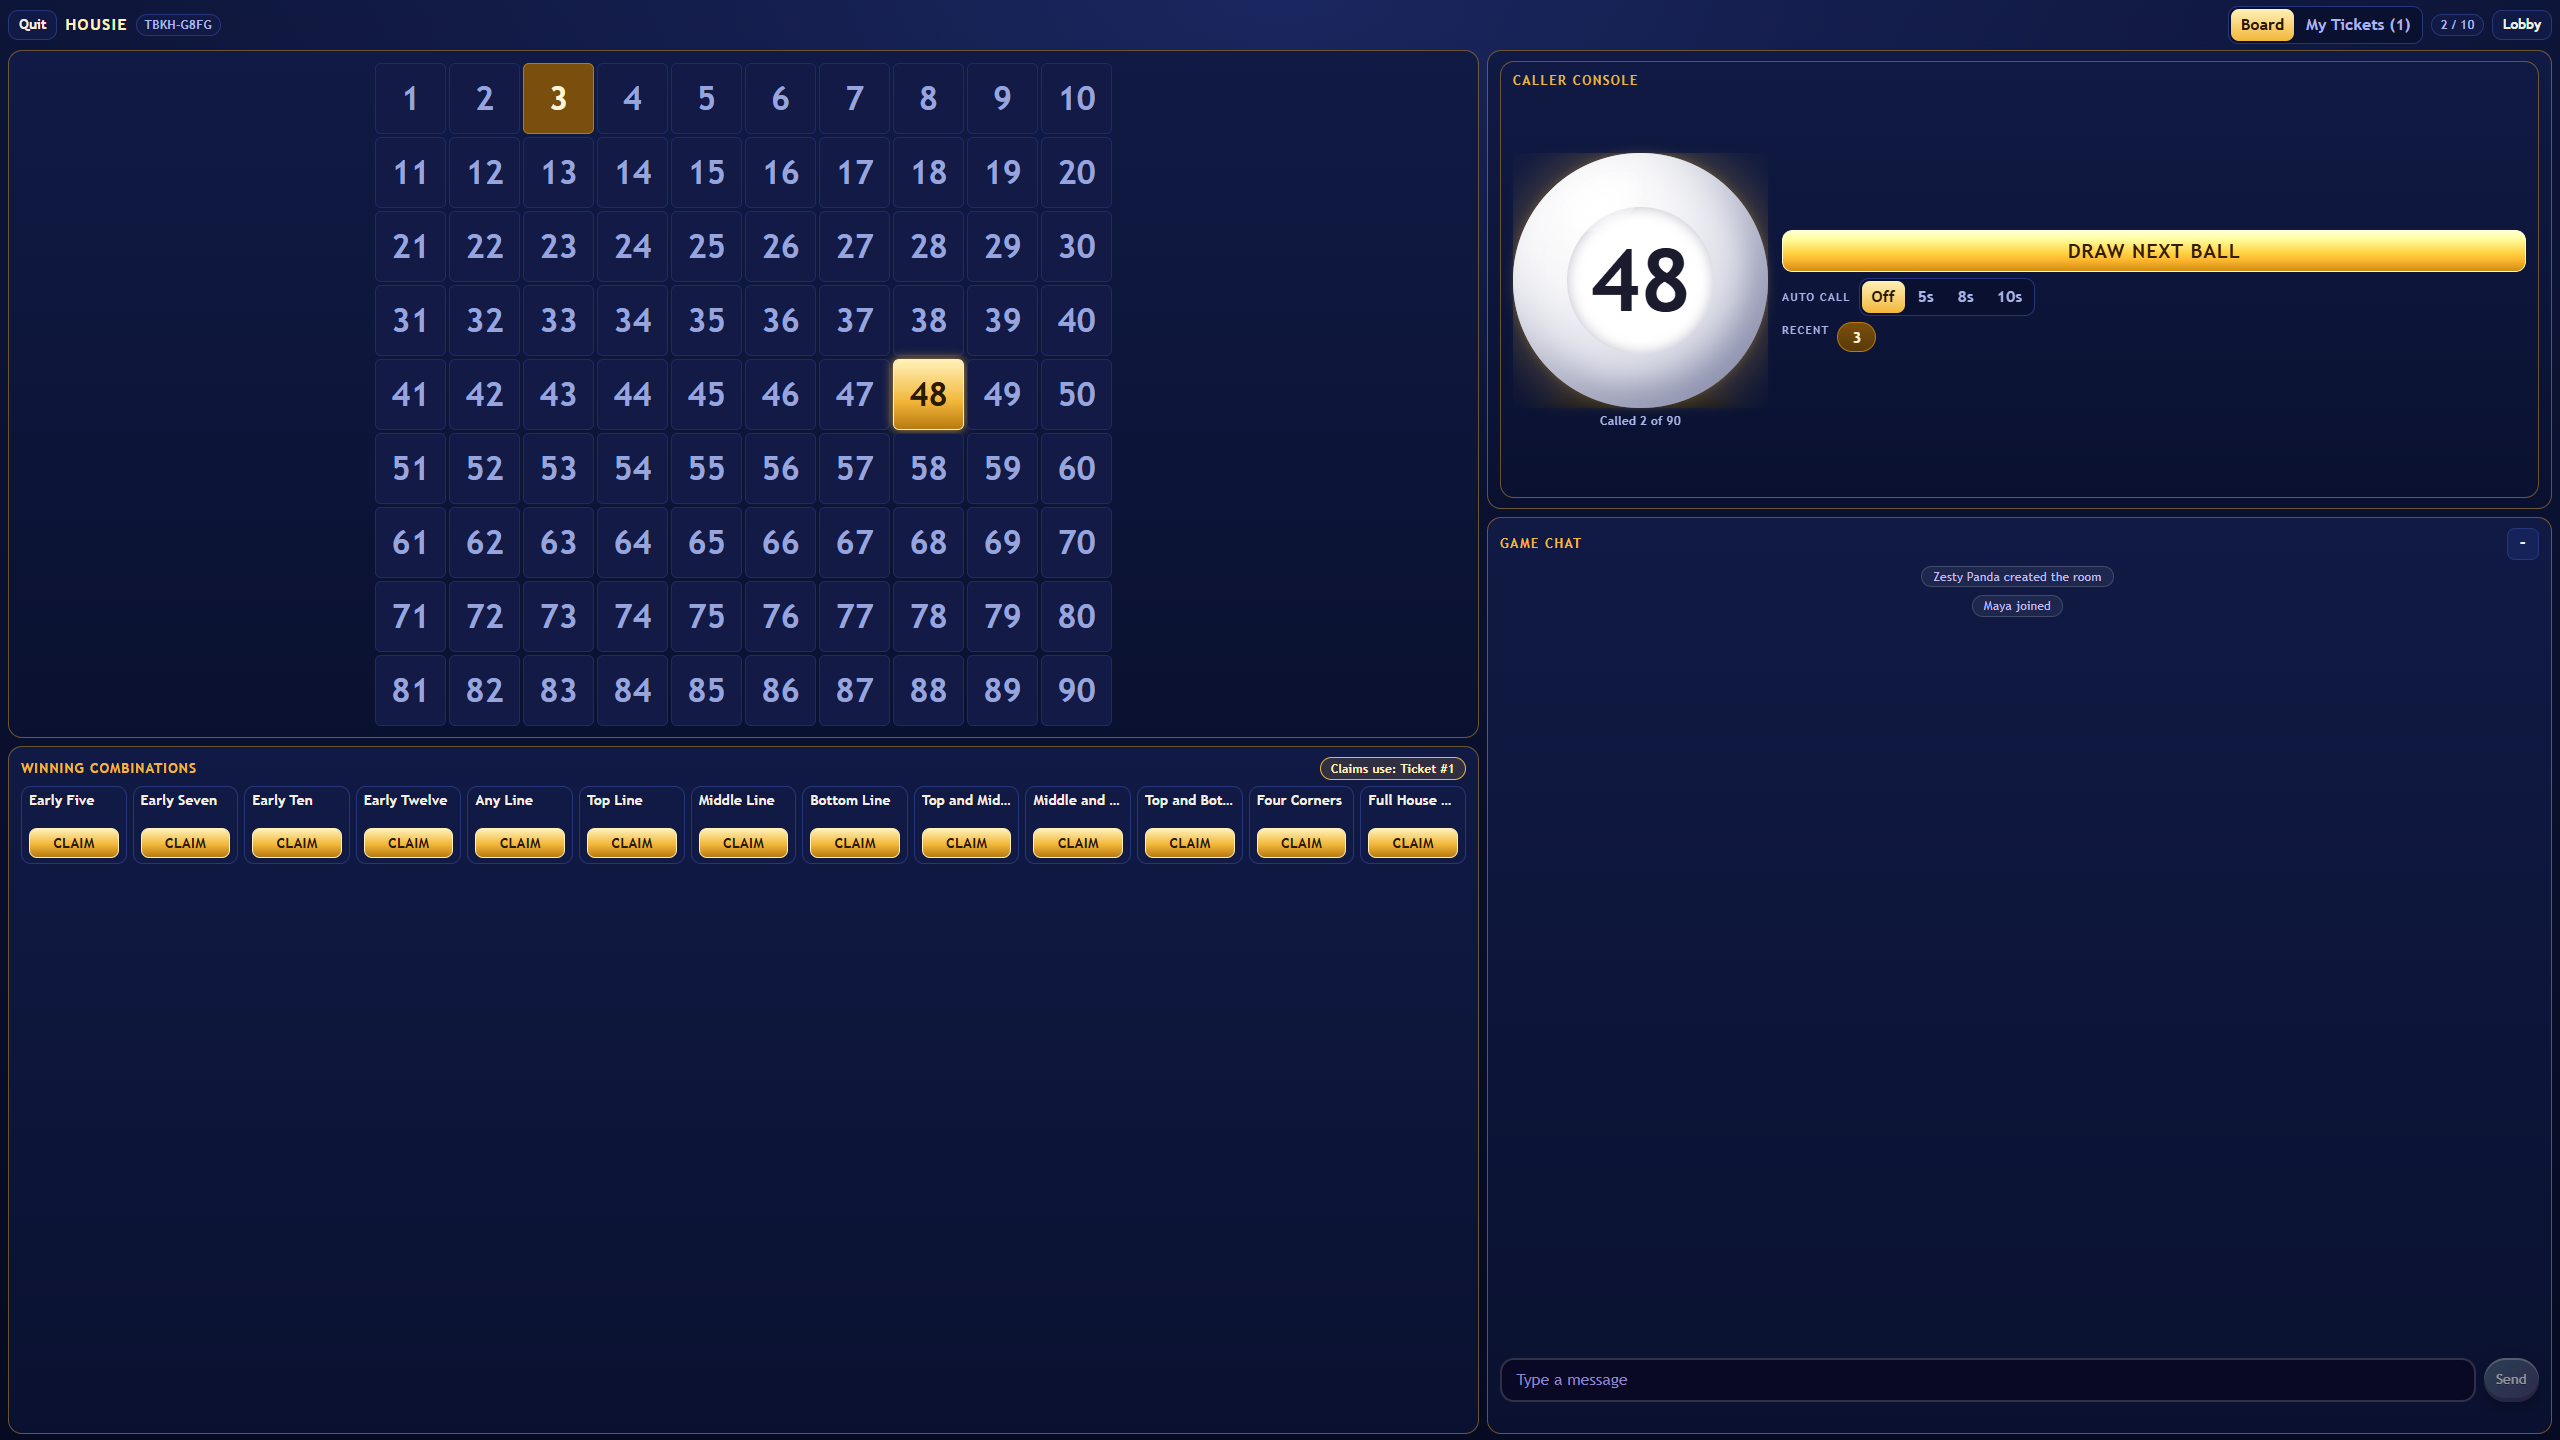 Quit HOUSIE TBKH-G8FG Board My Tickets (1) 2 / 10 Lobby
1 2 3 4 5 6 7 8 9 10
11 12 13 14 15 16 17 18 19 20
21 22 23 24 25 26 27 28 29 30
31 32 33 34 35 36 37 38 39 40
41 42 43 44 45 46 47 48 49 50
51 52 53 54 55 56 57 58 59 60
61 62 63 64 65 66 67 68 69 70
71 72 73 74 75 76 77 78 79 80
81 82 83 84 85 86 87 88 89 90
WINNING COMBINATIONS Claims use: Ticket #1
Early Five Early Seven Early Ten Early Twelve Any Line Top Line Middle Line Bottom Line Top and Mid... Middle and ... Top and Bot... Four Corners Full House ...
CLAIM CLAIM CLAIM CLAIM CLAIM CLAIM CLAIM CLAIM CLAIM CLAIM CLAIM CLAIM CLAIM
CALLER CONSOLE
48
Called 2 of 90
DRAW NEXT BALL
AUTO CALL Off 5s 8s 10s
RECENT 3
GAME CHAT -
Zesty Panda created the room
Maya joined
Type a message Send